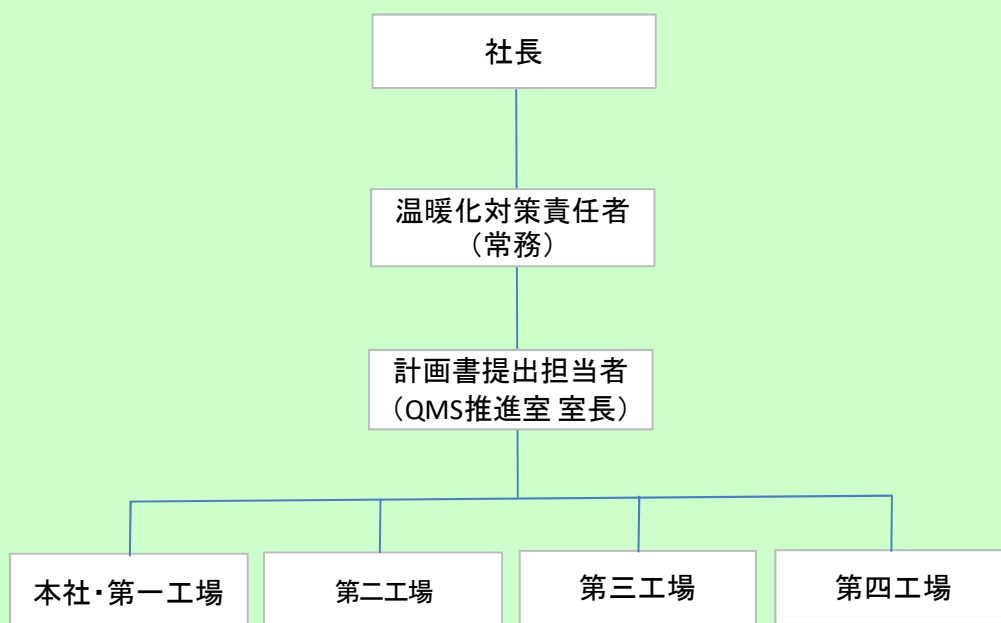 社長
温暖化対策責任者
（常務）
計画書提出担当者
（QMS推進室 室長）
本社・第一工場
第二工場
第三工場
第四工場